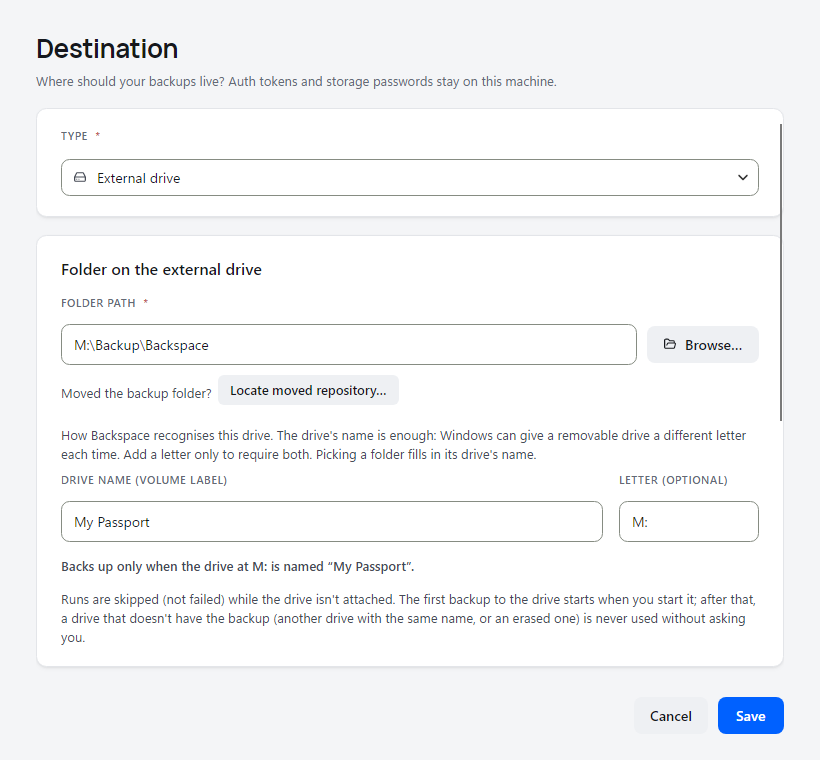 Destination
Where should your backups live? Auth tokens and storage passwords stay on this machine.
TYPE *
External drive
Folder on the external drive
FOLDER PATH *
M:\Backup\Backspace
Browse...
Moved the backup folder? Locate moved repository...
How Backspace recognises this drive. The drive's name is enough: Windows can give a removable drive a different letter
each time. Add a letter only to require both. Picking a folder fills in its drive's name.
DRIVE NAME (VOLUME LABEL) LETTER (OPTIONAL)
My Passport M:
Backs up only when the drive at M: is named “My Passport”.
Runs are skipped (not failed) while the drive isn't attached. The first backup to the drive starts when you start it; after that,
a drive that doesn't have the backup (another drive with the same name, or an erased one) is never used without asking
you.
Cancel Save